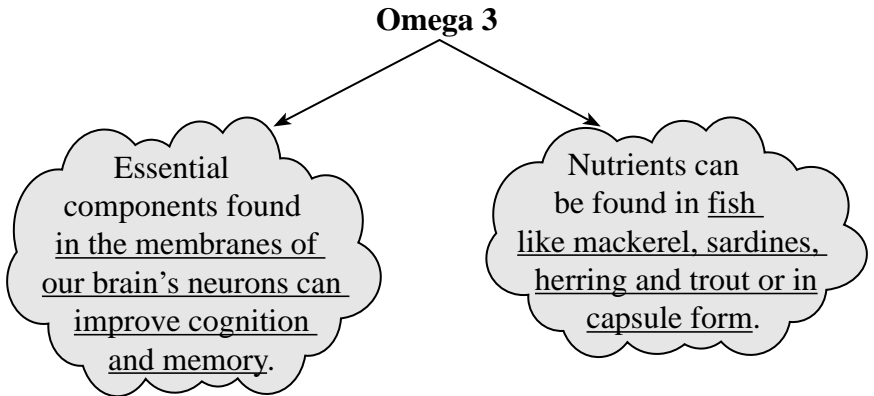 Omega 3
Essential
components found
in the membranes of
our brain’s neurons can
improve cognition
and memory.
Nutrients can
be found in fish
like mackerel, sardines,
herring and trout or in
capsule form.